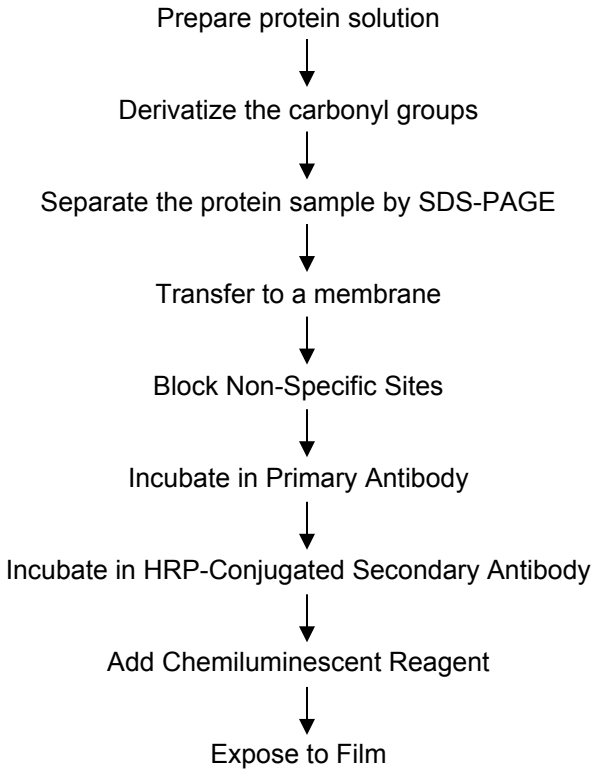 Prepare protein solution
Derivatize the carbonyl groups
Separate the protein sample by SDS-PAGE
Transfer to a membrane
Block Non-Specific Sites
Incubate in Primary Antibody
Incubate in HRP-Conjugated Secondary Antibody
Add Chemiluminescent Reagent
Expose to Film